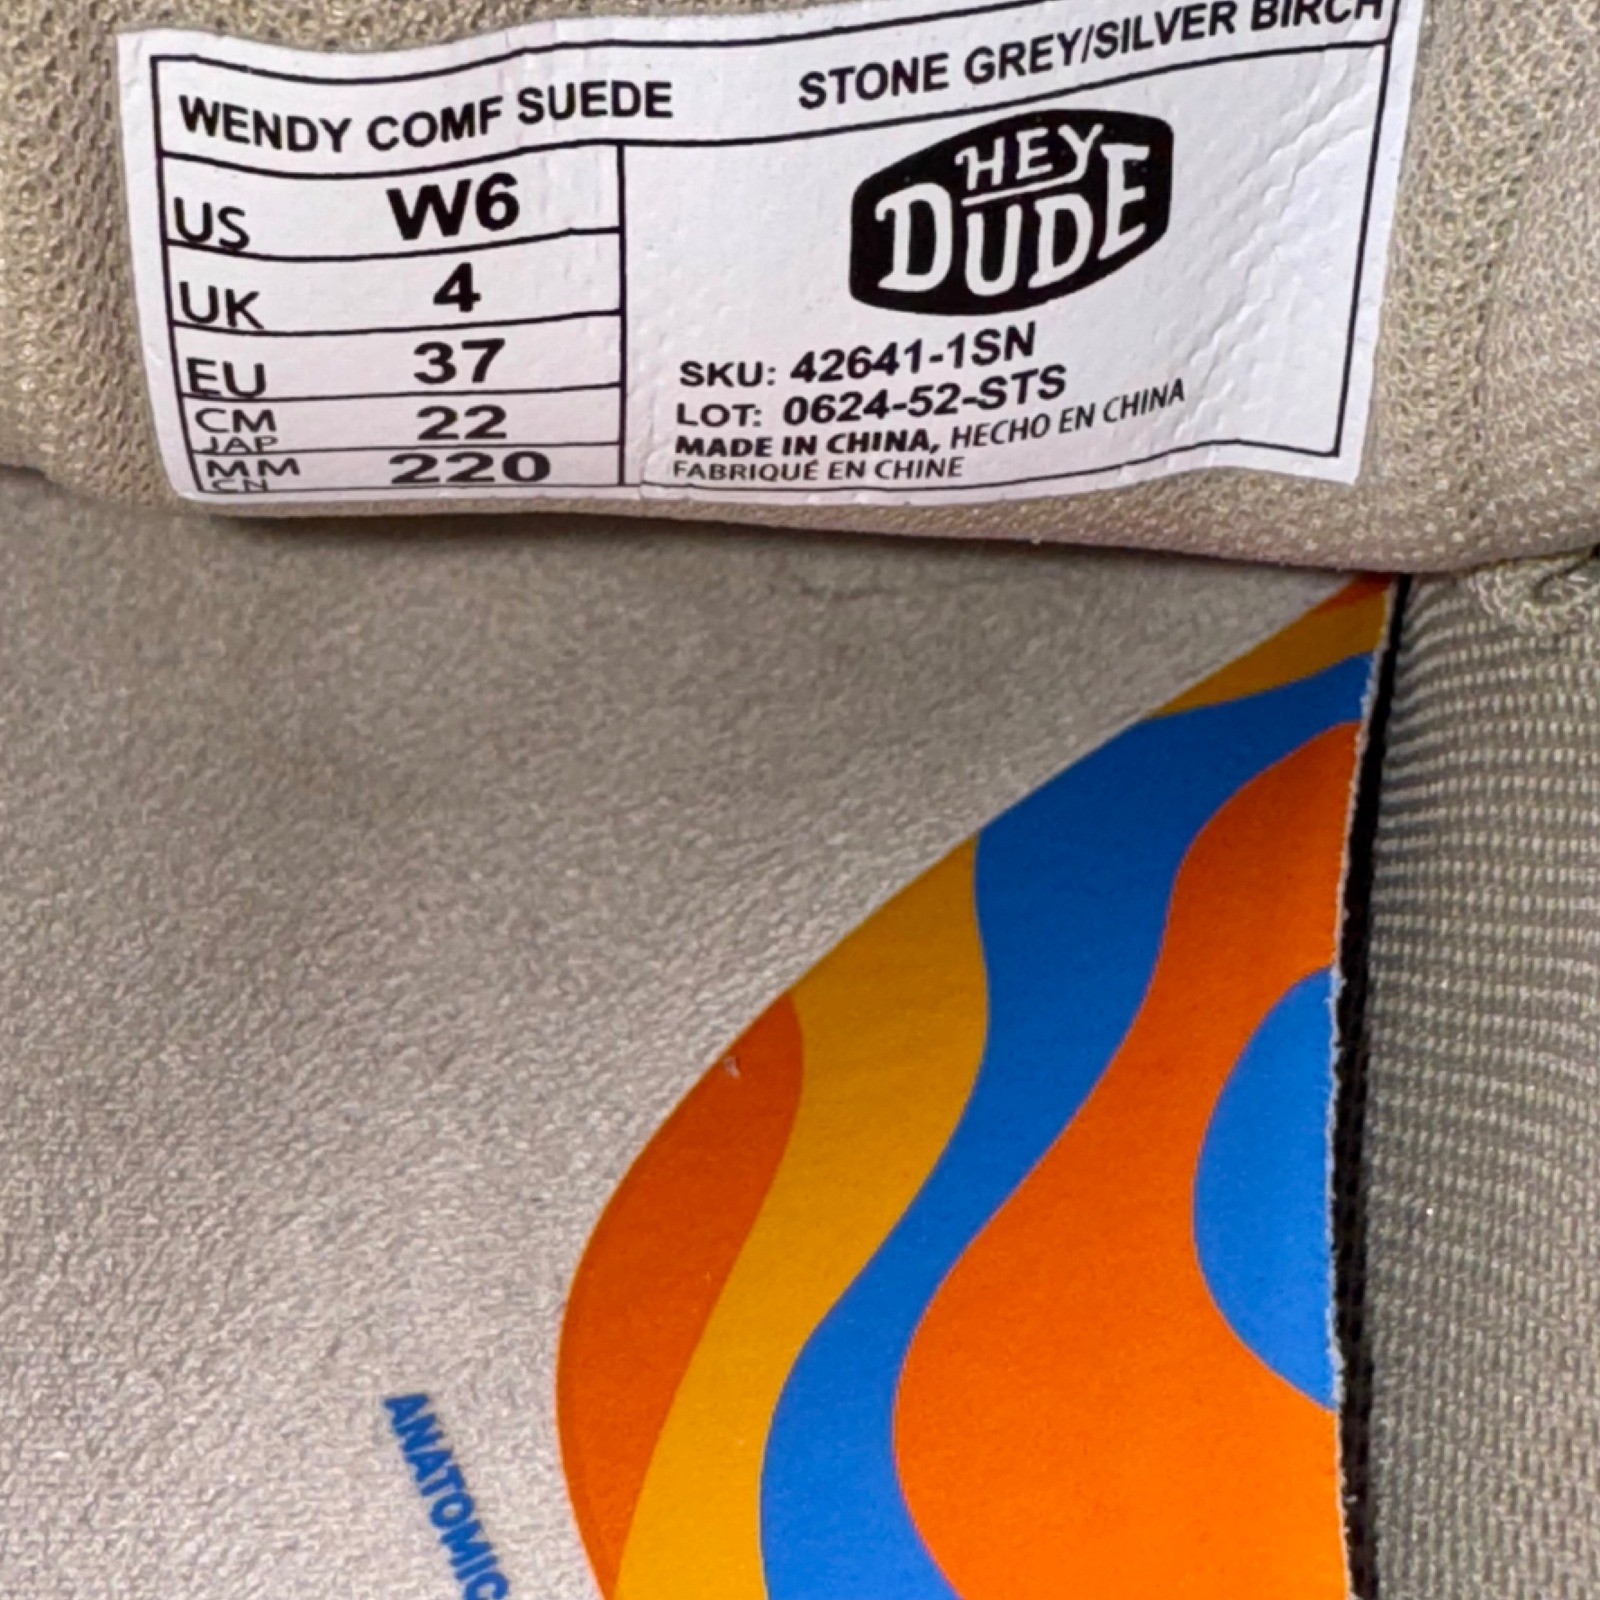 WENDY COMF SUEDE STONE GREY/SILVER BIRCH
US W6
UK 4
EU 37
CM JAP 22
MM CN 220
HEY
DUDE
SKU: 42641-1SN
LOT: 0624-52-STS
MADE IN CHINA, HECHO EN CHINA
FABRIQUÉ EN CHINE
ANATOMIC